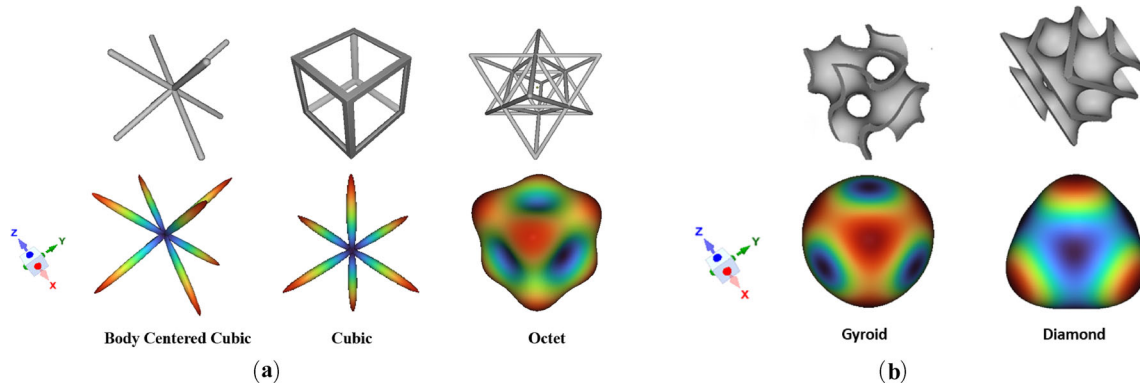 Z
Y
X
Body Centered Cubic
Cubic
Octet
(a)
Z
Y
X
Gyroid
Diamond
(b)